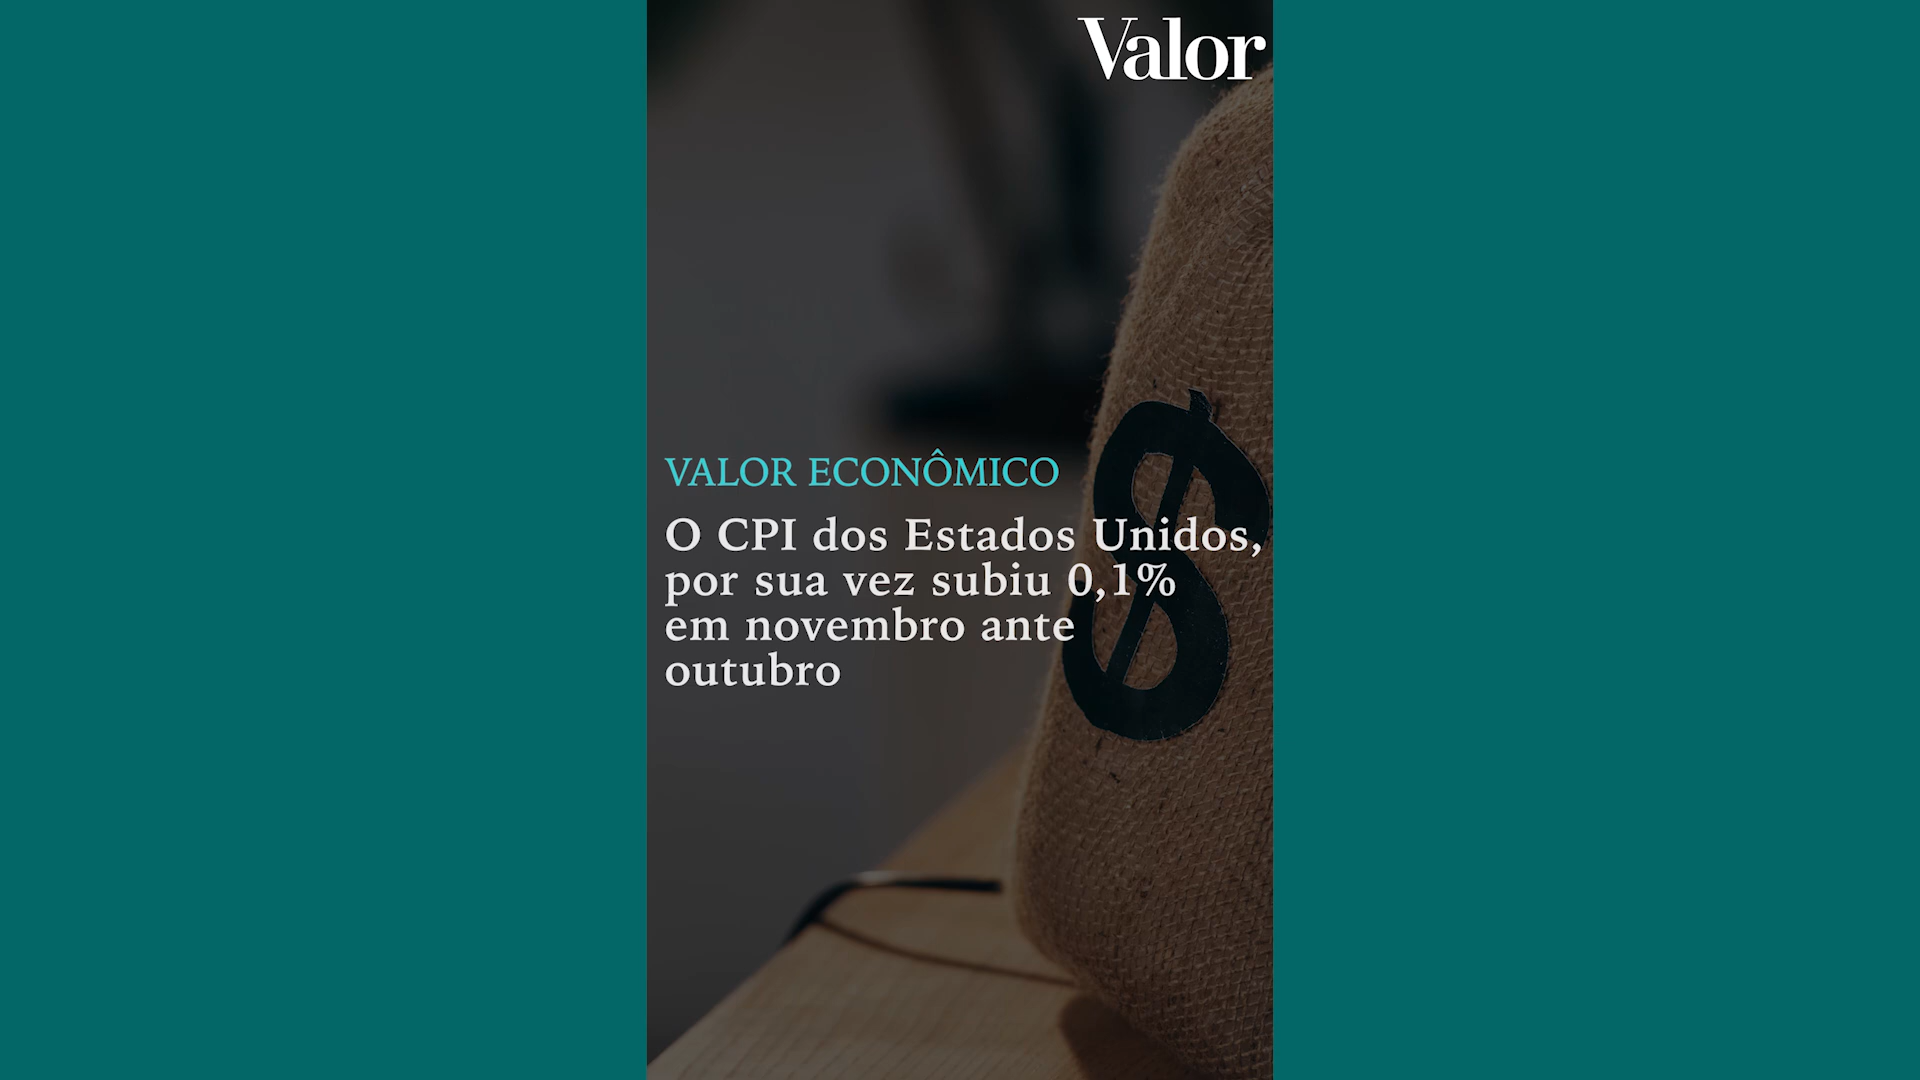 Valor
VALOR ECONÔMICO
O CPI dos Estados Unidos,
por sua vez subiu 0,1%
em novembro ante
outubro